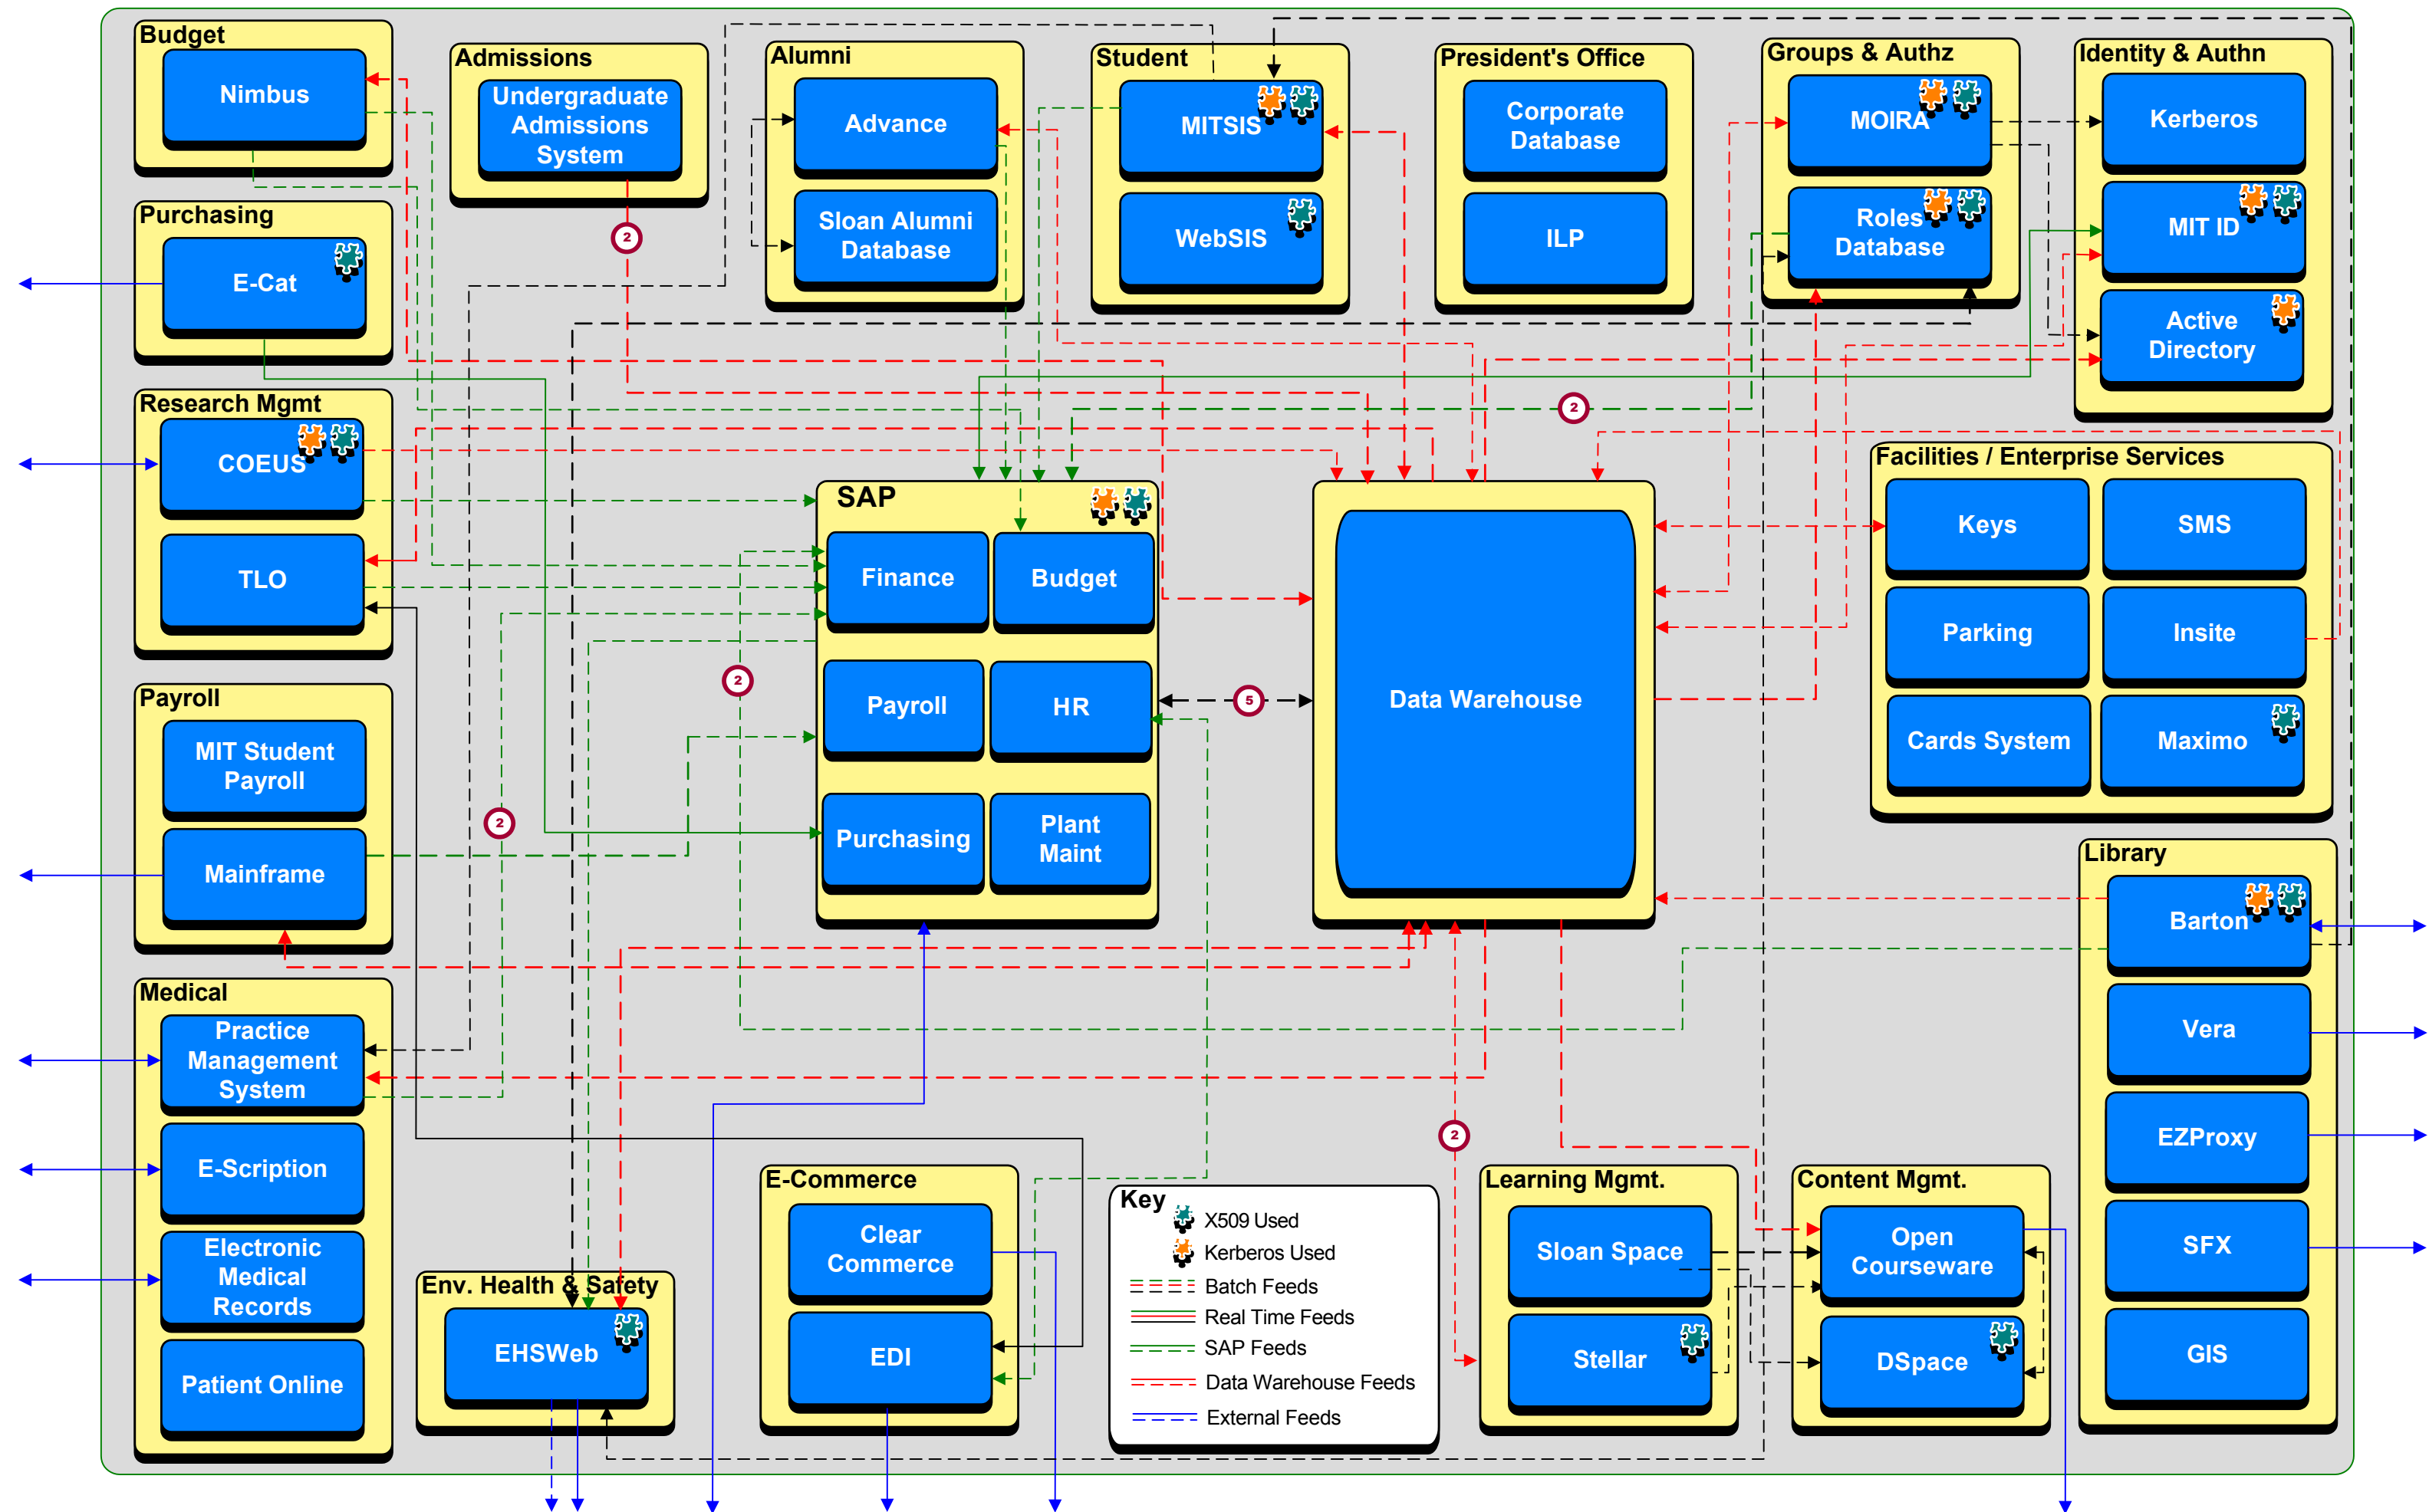 Budget
Nimbus
Admissions
Undergraduate
Admissions
System
Alumni
Advance
Sloan Alumni
Database
Student
MITSIS
WebSIS
President's Office
Corporate
Database
ILP
Groups & Authz
MOIRA
Roles
Database
Identity & Authn
Kerberos
MIT ID
Active
Directory
Purchasing
E-Cat
2
2
Research Mgmt
COEUS
TLO
SAP
Finance
Budget
Payroll
HR
Purchasing
Plant
Maint
2
2
5
Data Warehouse
Facilities / Enterprise Services
Keys
SMS
Parking
Insite
Cards System
Maximo
Payroll
MIT Student
Payroll
Mainframe
Library
Barton
Vera
EZProxy
SFX
GIS
Medical
Practice
Management
System
E-Scription
Electronic
Medical
Records
Patient Online
2
Env. Health & Safety
EHSWeb
E-Commerce
Clear
Commerce
EDI
Key
X509 Used
Kerberos Used
Batch Feeds
Real Time Feeds
SAP Feeds
Data Warehouse Feeds
External Feeds
Learning Mgmt.
Sloan Space
Stellar
Content Mgmt.
Open
Courseware
DSpace